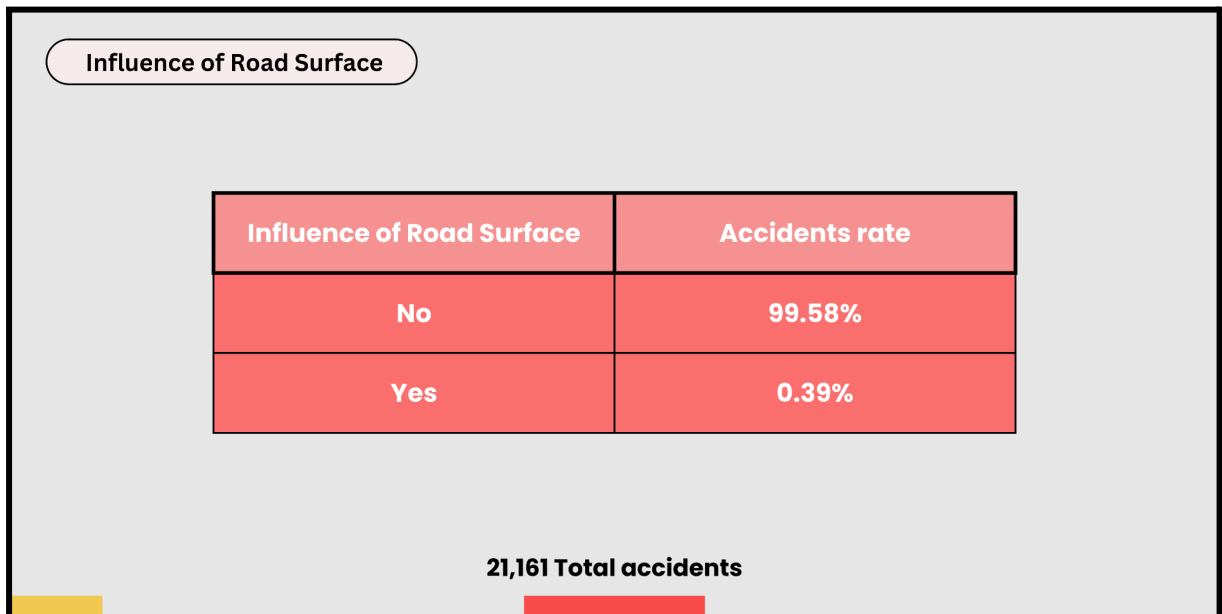 Influence of Road Surface
Influence of Road Surface Accidents rate
No 99.58%
Yes 0.39%
21,161 Total accidents